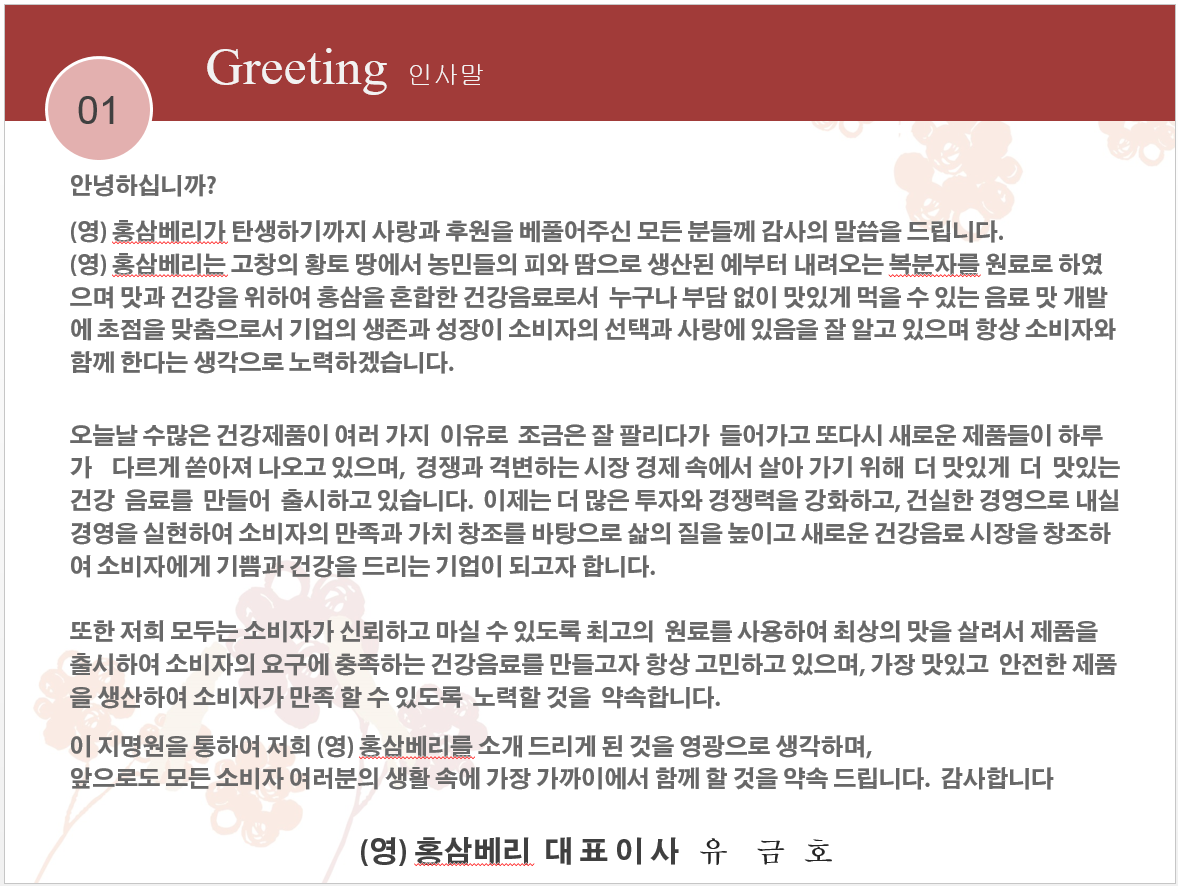 Greeting 인사말
01
안녕하십니까?
(영) 홍삼베리가 탄생하기까지 사랑과 후원을 베풀어주신 모든 분들께 감사의 말씀을 드립니다.
(영) 홍삼베리는 고창의 황토 땅에서 농민들의 피와 땀으로 생산된 예부터 내려오는 복분자를 원료로 하였
으며 맛과 건강을 위하여 홍삼을 혼합한 건강음료로서 누구나 부담 없이 맛있게 먹을 수 있는 음료 맛 개발
에 초점을 맞춤으로서 기업의 생존과 성장이 소비자의 선택과 사랑에 있음을 잘 알고 있으며 항상 소비자와
함께 한다는 생각으로 노력하겠습니다.
오늘날 수많은 건강제품이 여러 가지 이유로 조금은 잘 팔리다가 들어가고 또다시 새로운 제품들이 하루
가 다르게 쏟아져 나오고 있으며, 경쟁과 격변하는 시장 경제 속에서 살아 가기 위해 더 맛있게 더 맛있는
건강 음료를 만들어 출시하고 있습니다. 이제는 더 많은 투자와 경쟁력을 강화하고, 건실한 경영으로 내실
경영을 실현하여 소비자의 만족과 가치 창조를 바탕으로 삶의 질을 높이고 새로운 건강음료 시장을 창조하
여 소비자에게 기쁨과 건강을 드리는 기업이 되고자 합니다.
또한 저희 모두는 소비자가 신뢰하고 마실 수 있도록 최고의 원료를 사용하여 최상의 맛을 살려서 제품을
출시하여 소비자의 요구에 충족하는 건강음료를 만들고자 항상 고민하고 있으며, 가장 맛있고 안전한 제품
을 생산하여 소비자가 만족 할 수 있도록 노력할 것을 약속합니다.
이 지명원을 통하여 저희 (영) 홍삼베리를 소개 드리게 된 것을 영광으로 생각하며,
앞으로도 모든 소비자 여러분의 생활 속에 가장 가까이에서 함께 할 것을 약속 드립니다. 감사합니다
(영) 홍삼베리 대 표 이 사 유 금 호